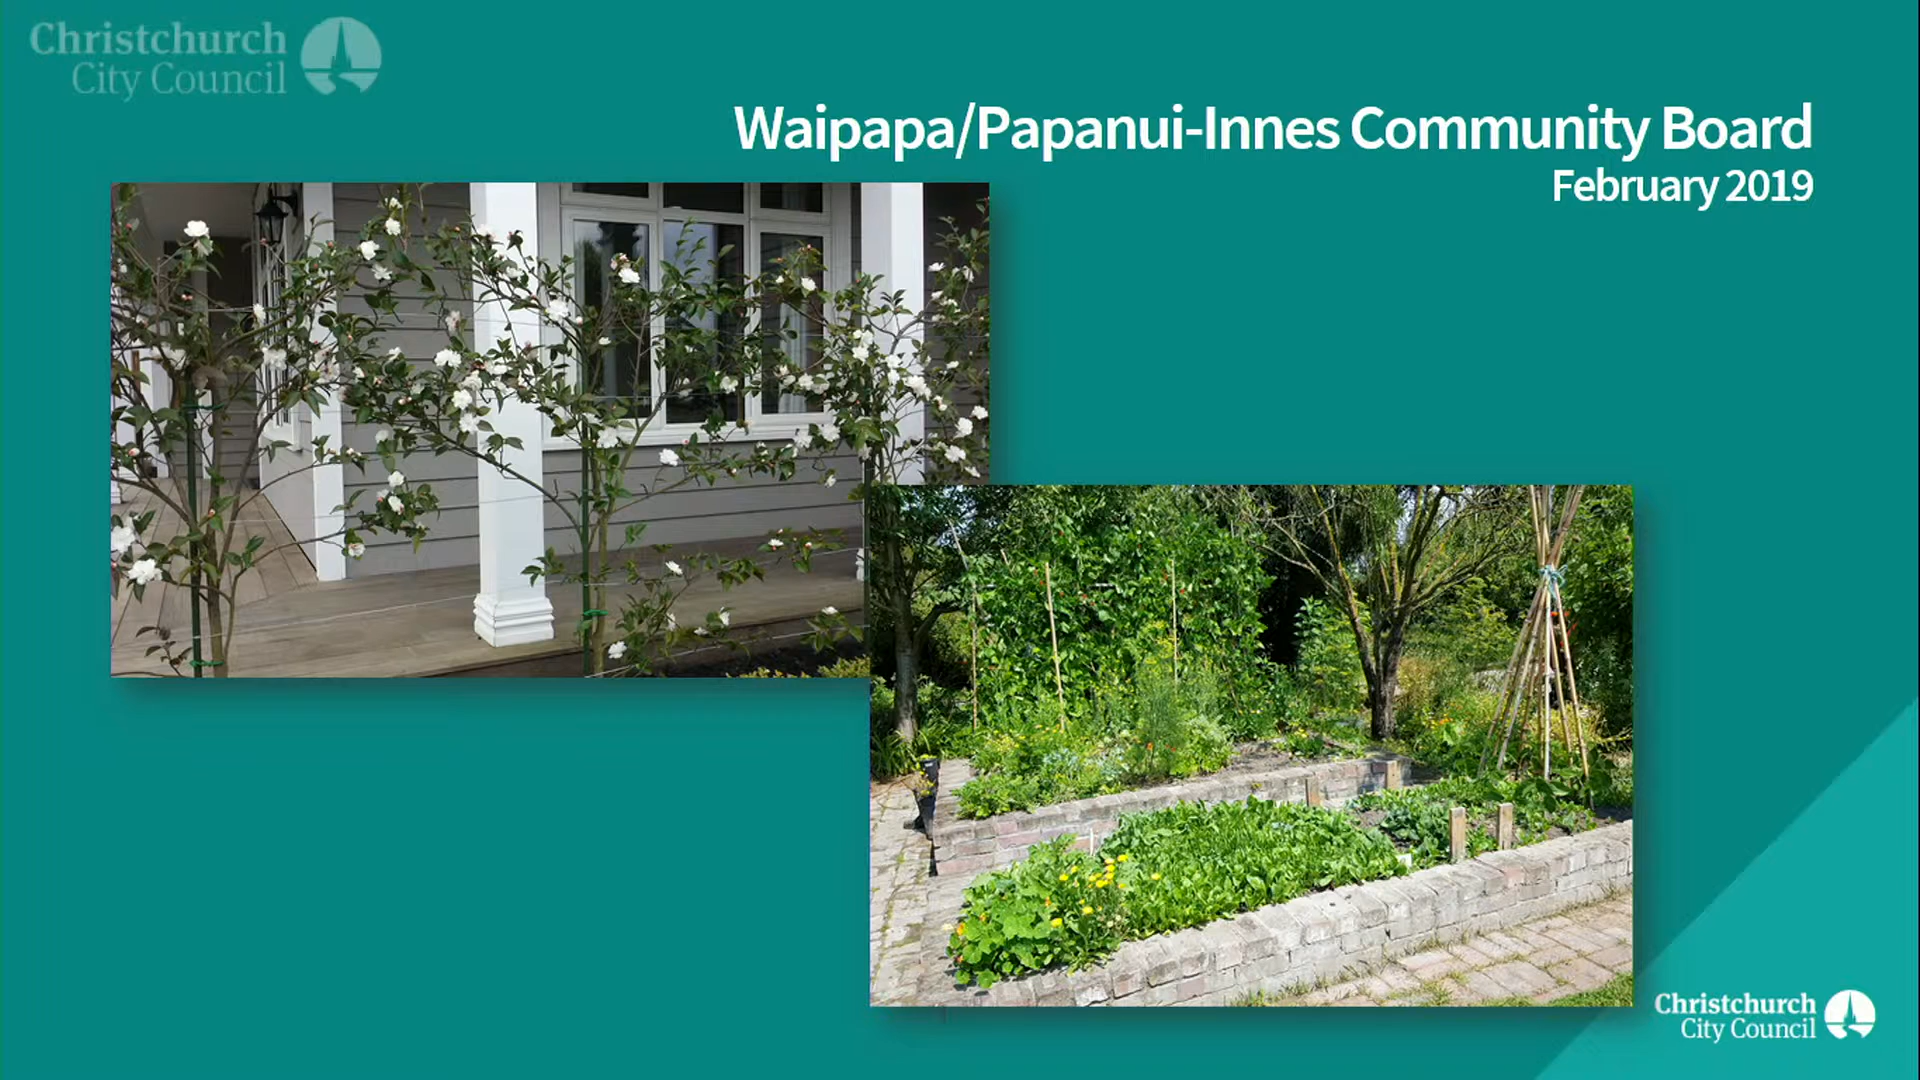 Christchurch
City Council
Waipapa/Papanui-Innes Community Board
February 2019
Christchurch
City Council